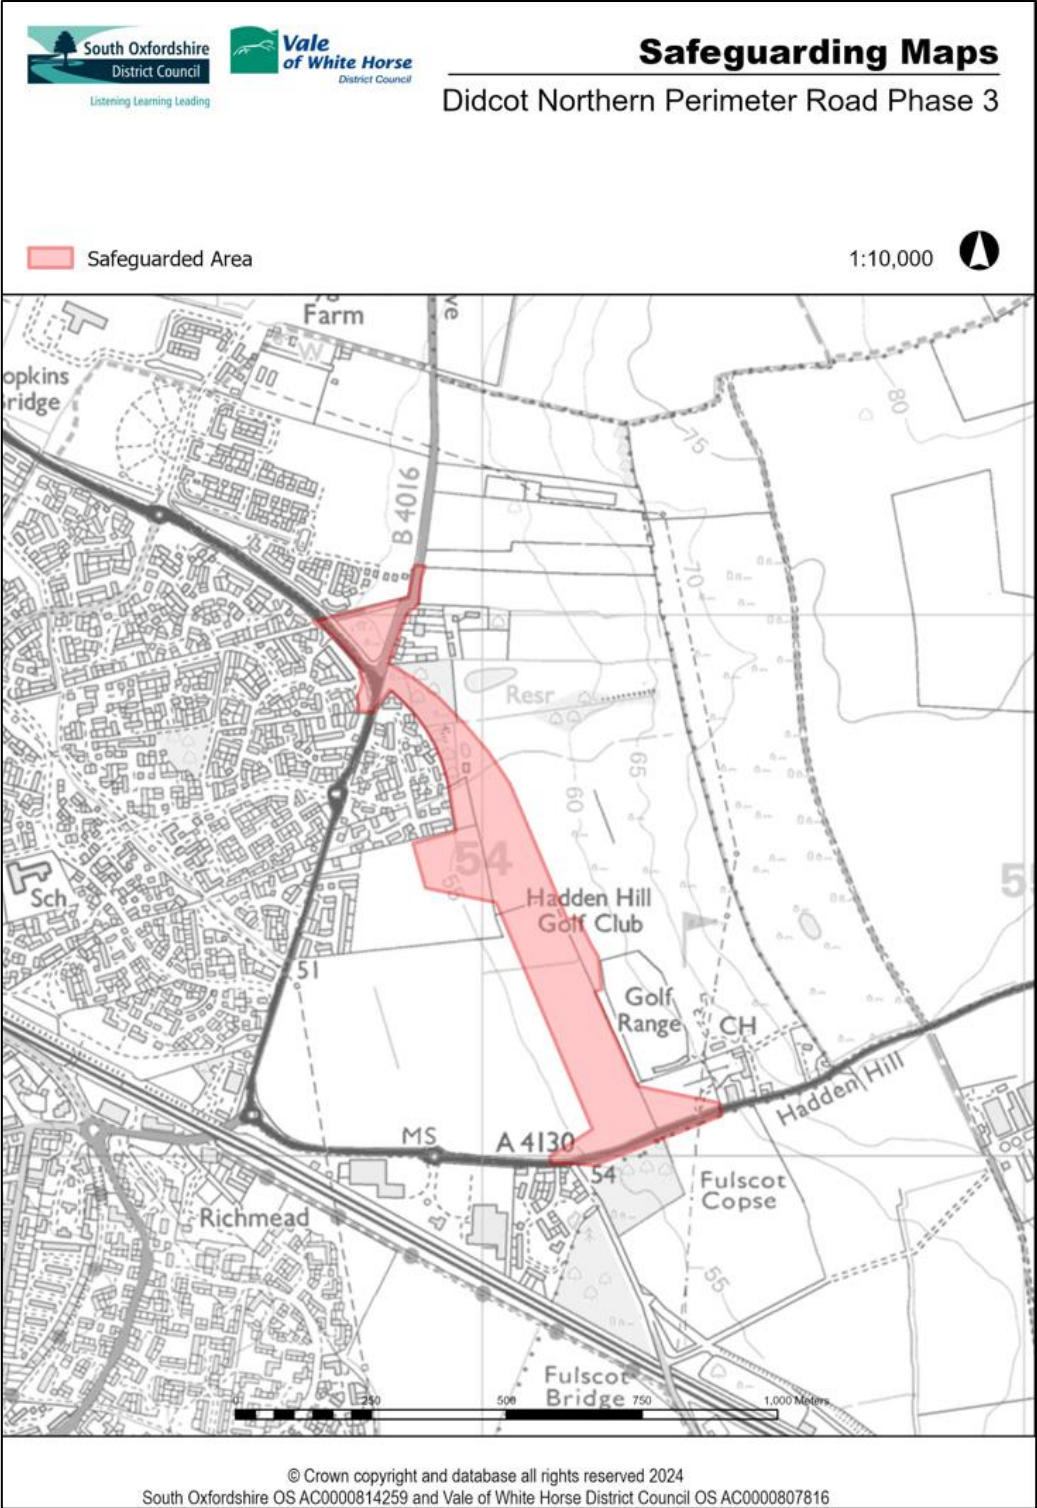 South Oxfordshire
District Council
Listening Learning Leading
Vale
of White Horse
District Council
Safeguarding Maps
Didcot Northern Perimeter Road Phase 3
Safeguarded Area
1:10,000
Farm
W
B 4016
80
75
70
Resr
65
60
54
55
Hadden Hill
Golf Club
Sch
51
Golf
Range
CH
Hadden Hill
MS
A 4130
54
Fulscot
Copse
Richmead
55
Fulscot
Bridge
0 250 500 750 1,000 Meters
© Crown copyright and database all rights reserved 2024
South Oxfordshire OS AC0000814259 and Vale of White Horse District Council OS AC0000807816